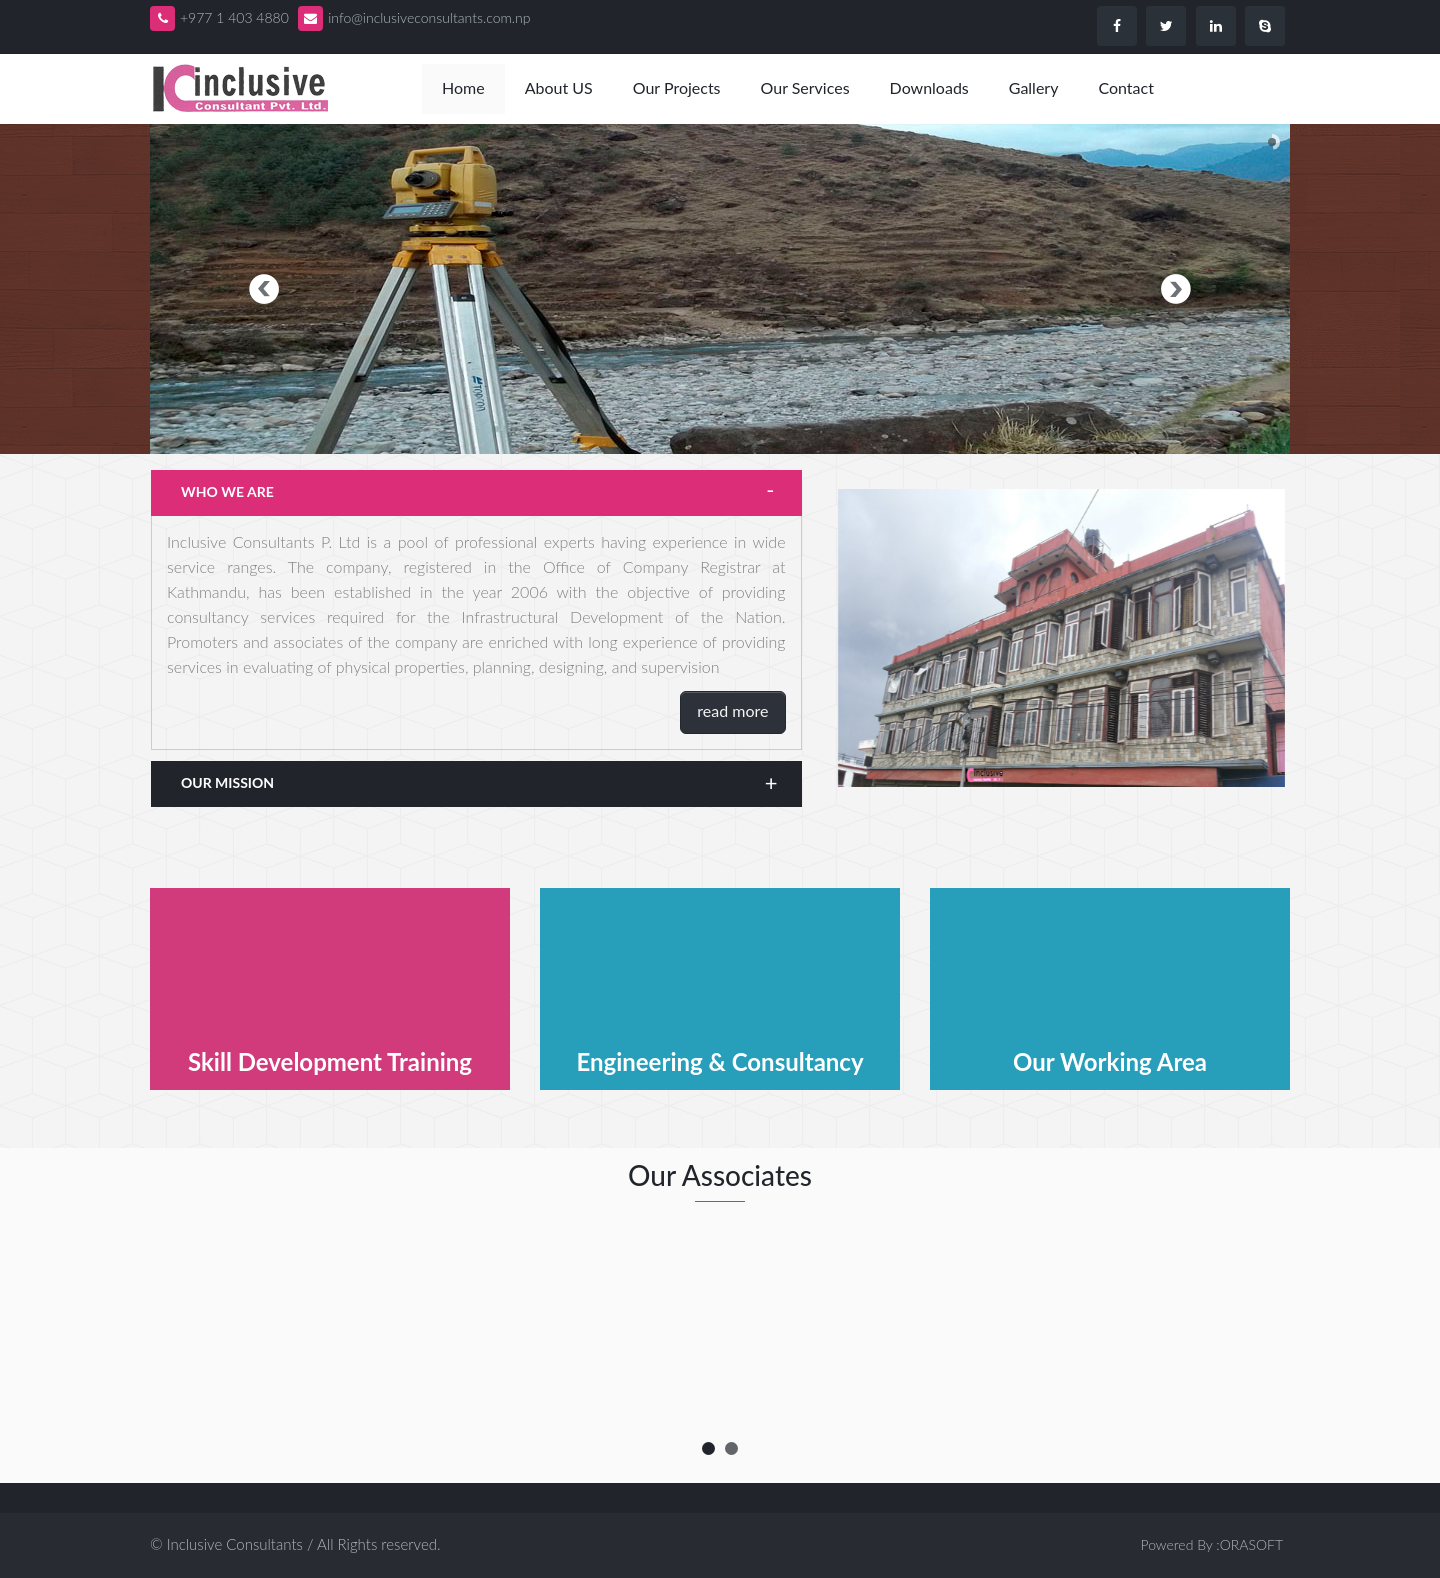 +977 1 403 4880 info@inclusiveconsultants.com.np
inclusive
Consultant Pvt. Ltd.
Home About US Our Projects Our Services Downloads Gallery Contact
TOPCON
WHO WE ARE -
Inclusive Consultants P. Ltd is a pool of professional experts having experience in wide
service ranges. The company, registered in the Office of Company Registrar at
Kathmandu, has been established in the year 2006 with the objective of providing
consultancy services required for the Infrastructural Development of the Nation.
Promoters and associates of the company are enriched with long experience of providing
services in evaluating of physical properties, planning, designing, and supervision
read more
inclusive
OUR MISSION +
Skill Development Training
Engineering & Consultancy
Our Working Area
Our Associates
© Inclusive Consultants / All Rights reserved.
Powered By :ORASOFT